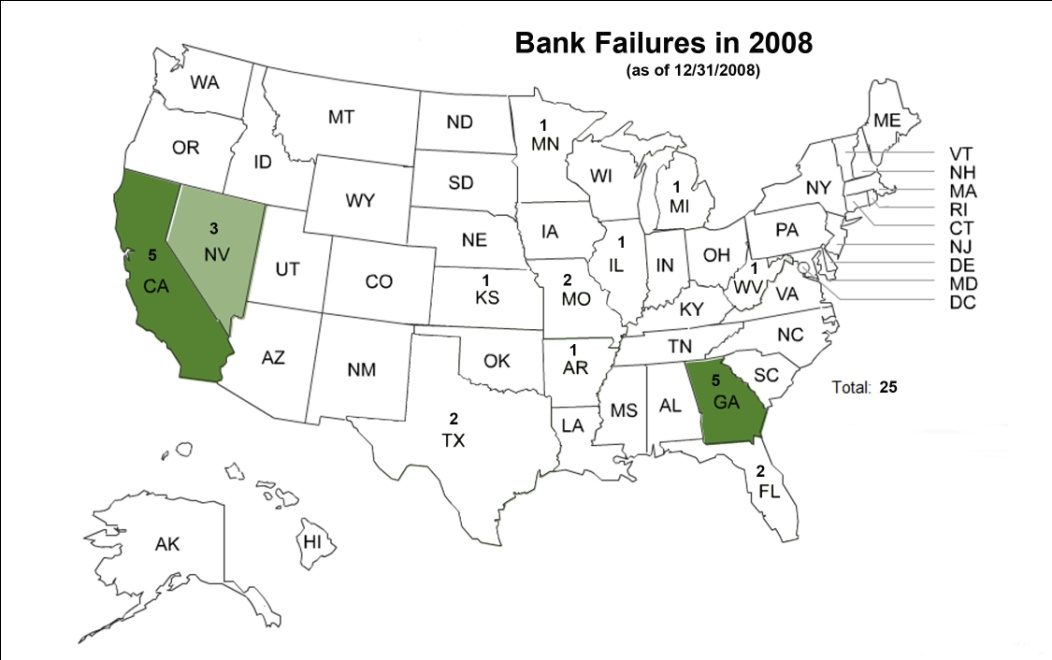 Bank Failures in 2008
(as of 12/31/2008)
WA
MT
ND
1
MN
ME
OR
ID
SD
WI
1
MI
NY
VT
NH
MA
RI
CT
NJ
DE
MD
DC
WY
3
NV
5
CA
UT
CO
NE
IA
1
IL
IN
OH
PA
1
WV
VA
1
KS
2
MO
KY
NC
TN
AZ
NM
OK
1
AR
SC
5
GA
MS
AL
LA
2
TX
2
FL
Total: 25
AK
HI